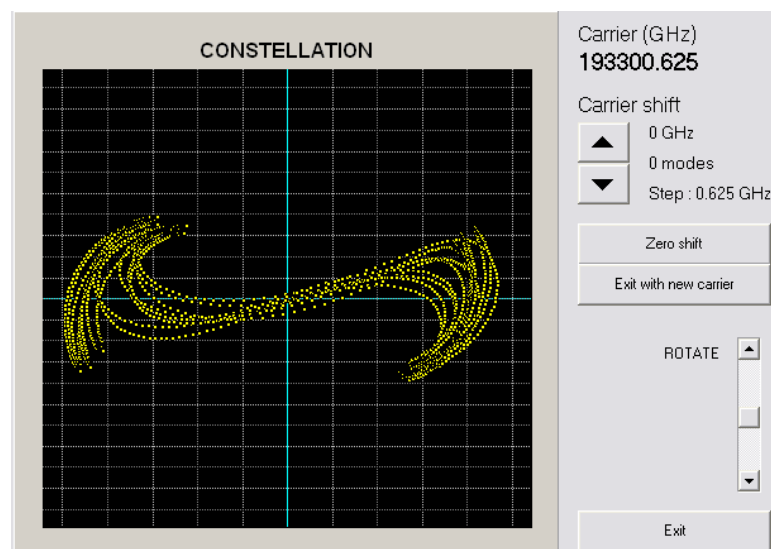 CONSTELLATION
Carrier (GHz)
193300.625
Carrier shift
0 GHz
0 modes
Step : 0.625 GHz
Zero shift
Exit with new carrier
ROTATE
Exit